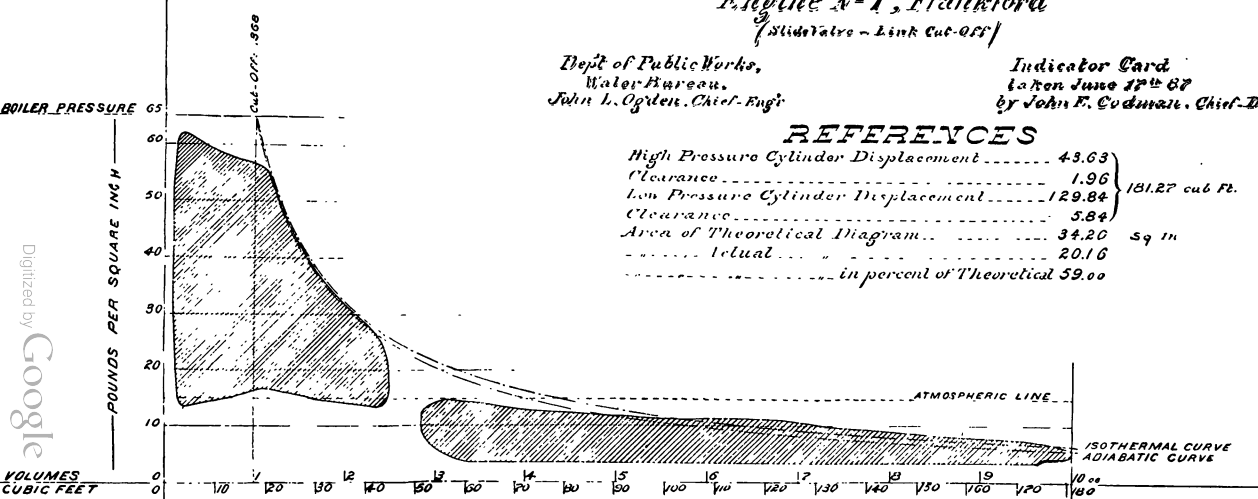 Engine No 1, Frankford
(Slide Valve – Link Cut-Off)
Dep't of Public Works,
Water Bureau.
John L. Ogden, Chief-Eng'r
Indicator Card
taken June 17th 87
by John E. Codman, Chief-D
REFERENCES
High Pressure Cylinder Displacement 43.63
Clearance 1.96
Low Pressure Cylinder Displacement 129.84
Clearance 5.84
181.27 cub Ft.
Area of Theoretical Diagram 34.20 sq in
" Actual " 20.16
" " " in percent of Theoretical 59.00
Cut-Off. .368
BOILER PRESSURE 65
60
50
40
30
20
10
0
POUNDS PER SQUARE INCH
ATMOSPHERIC LINE
ISOTHERMAL CURVE
ADIABATIC CURVE
VOLUMES 1 2 3 4 5 6 7 8 9 10.00
CUBIC FEET 0 10 20 30 40 50 60 70 80 90 100 110 120 130 140 150 160 170 180
Digitized by Google